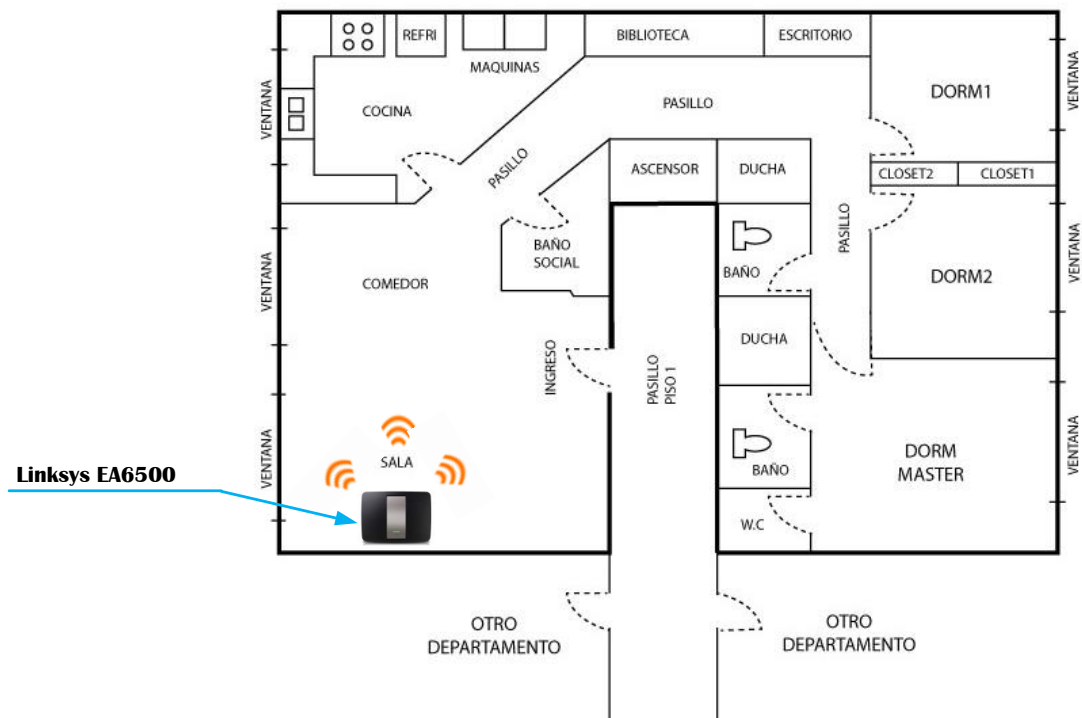 REFRI
BIBLIOTECA
ESCRITORIO
MAQUINAS
VENTANA
COCINA
PASILLO
DORM1
VENTANA
PASILLO
ASCENSOR
DUCHA
CLOSET2
CLOSET1
VENTANA
COMEDOR
BAÑO
SOCIAL
BAÑO
PASILLO
DORM2
VENTANA
INGRESO
PASILLO
PISO 1
DUCHA
Linksys EA6500
VENTANA
SALA
BAÑO
W.C
DORM
MASTER
VENTANA
OTRO
DEPARTAMENTO
OTRO
DEPARTAMENTO